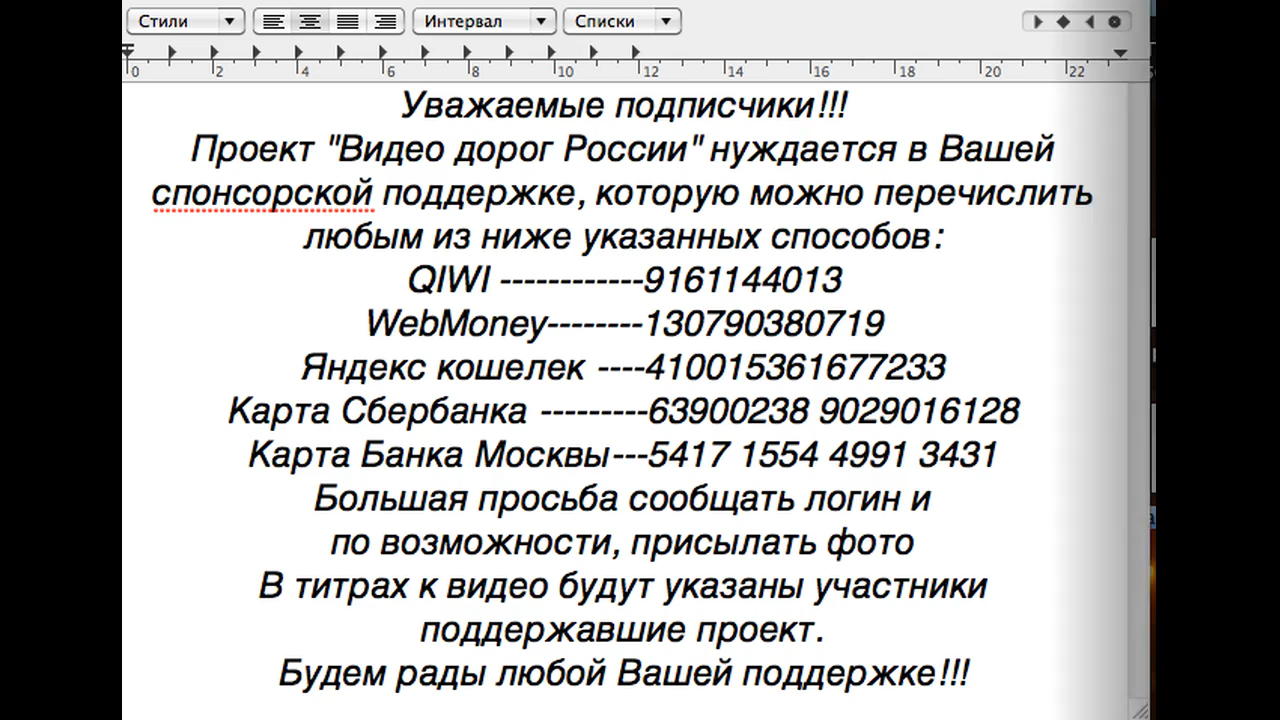 Стили Интервал Списки
0 2 4 6 8 10 12 14 16 18 20 22
Уважаемые подписчики!!!
Проект "Видео дорог России" нуждается в Вашей
спонсорской поддержке, которую можно перечислить
любым из ниже указанных способов:
QIWI ------------9161144013
WebMoney--------130790380719
Яндекс кошелек ----410015361677233
Карта Сбербанка ---------63900238 9029016128
Карта Банка Москвы---5417 1554 4991 3431
Большая просьба сообщать логин и
по возможности, присылать фото
В титрах к видео будут указаны участники
поддержавшие проект.
Будем рады любой Вашей поддержке!!!